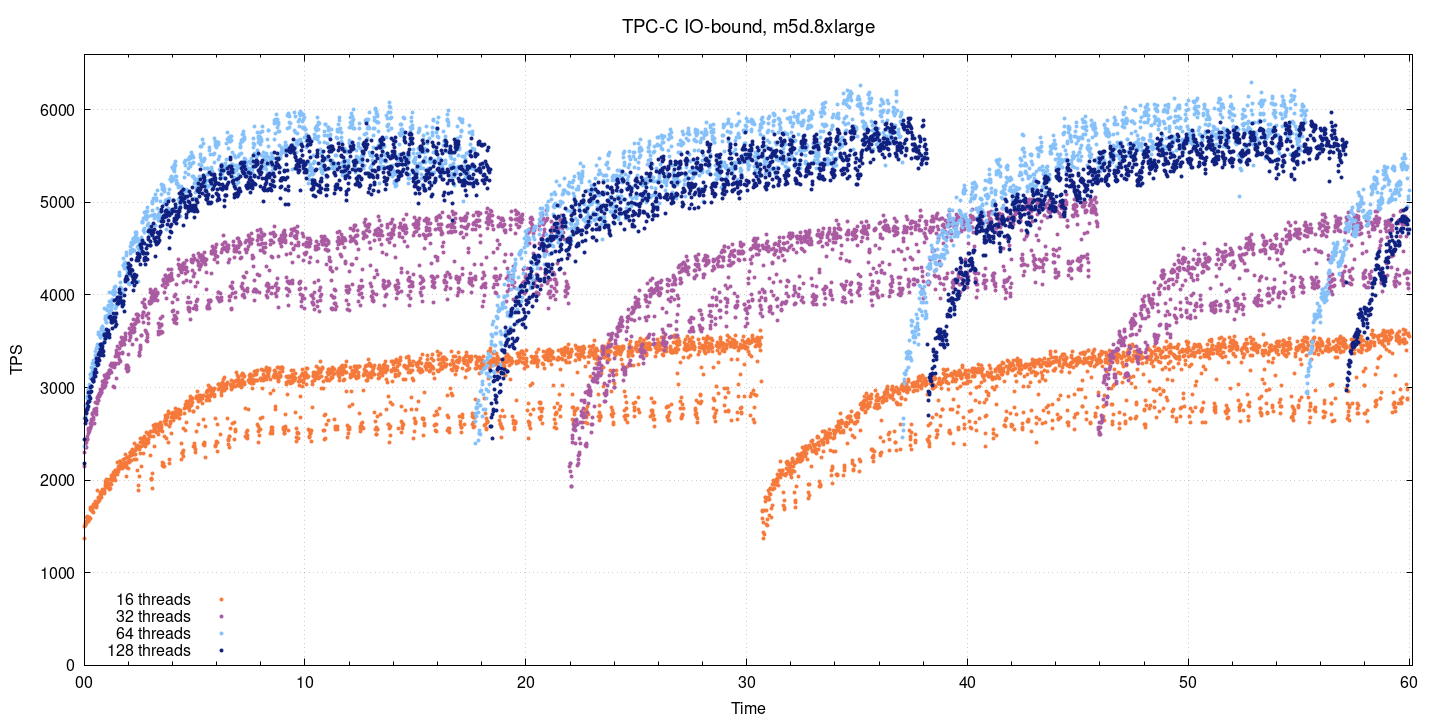 TPC-C IO-bound, m5d.8xlarge
TPS
6000
5000
4000
3000
2000
1000
0
16 threads
32 threads
64 threads
128 threads
00 10 20 30 40 50 60
Time